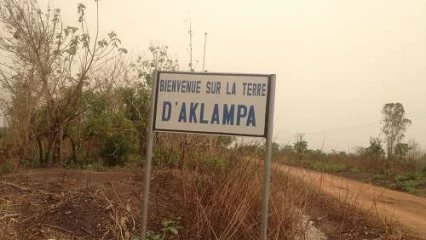 BIENVENUE SUR LA TERRE
D'AKLAMPA